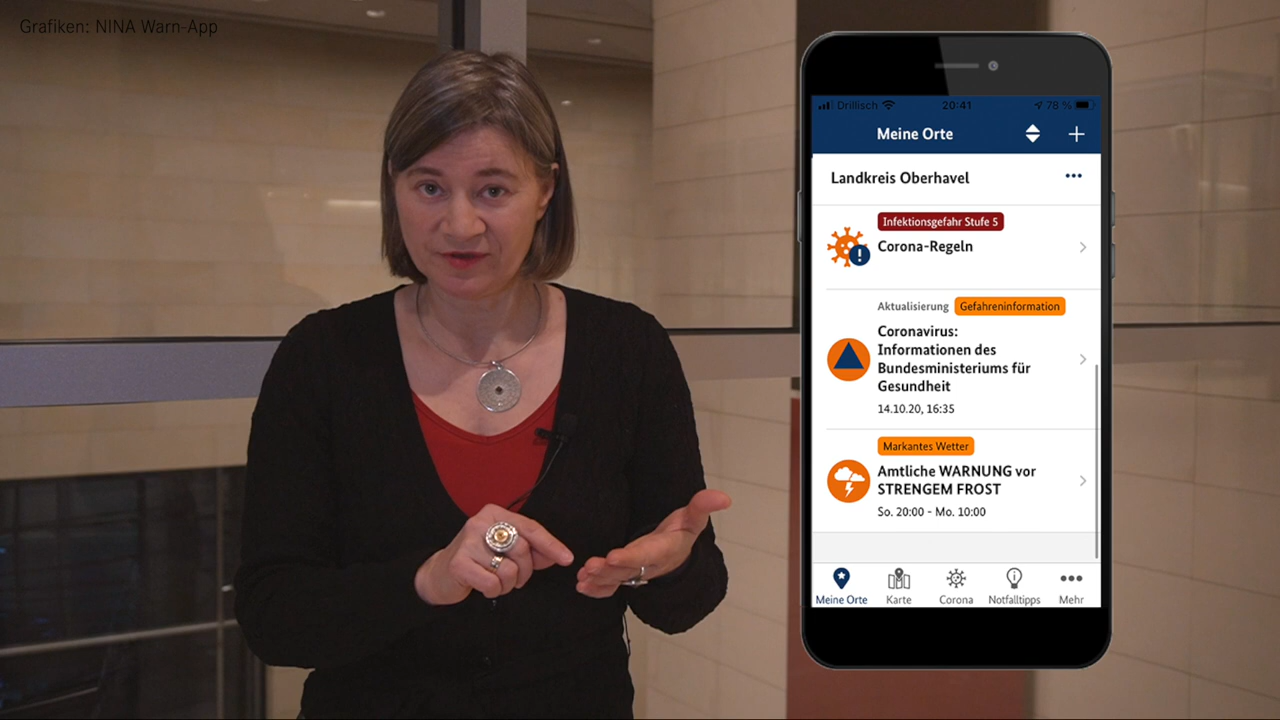 Grafiken: NINA Warn-App
Drillisch 20:41 78 %
Meine Orte
Landkreis Oberhavel
Infektionsgefahr Stufe 5
Corona-Regeln
Aktualisierung Gefahreninformation
Coronavirus:
Informationen des
Bundesministeriums für
Gesundheit
14.10.20, 16:35
Markantes Wetter
Amtliche WARNUNG vor
STRENGEM FROST
So. 20:00 - Mo. 10:00
Meine Orte Karte Corona Notfalltipps Mehr